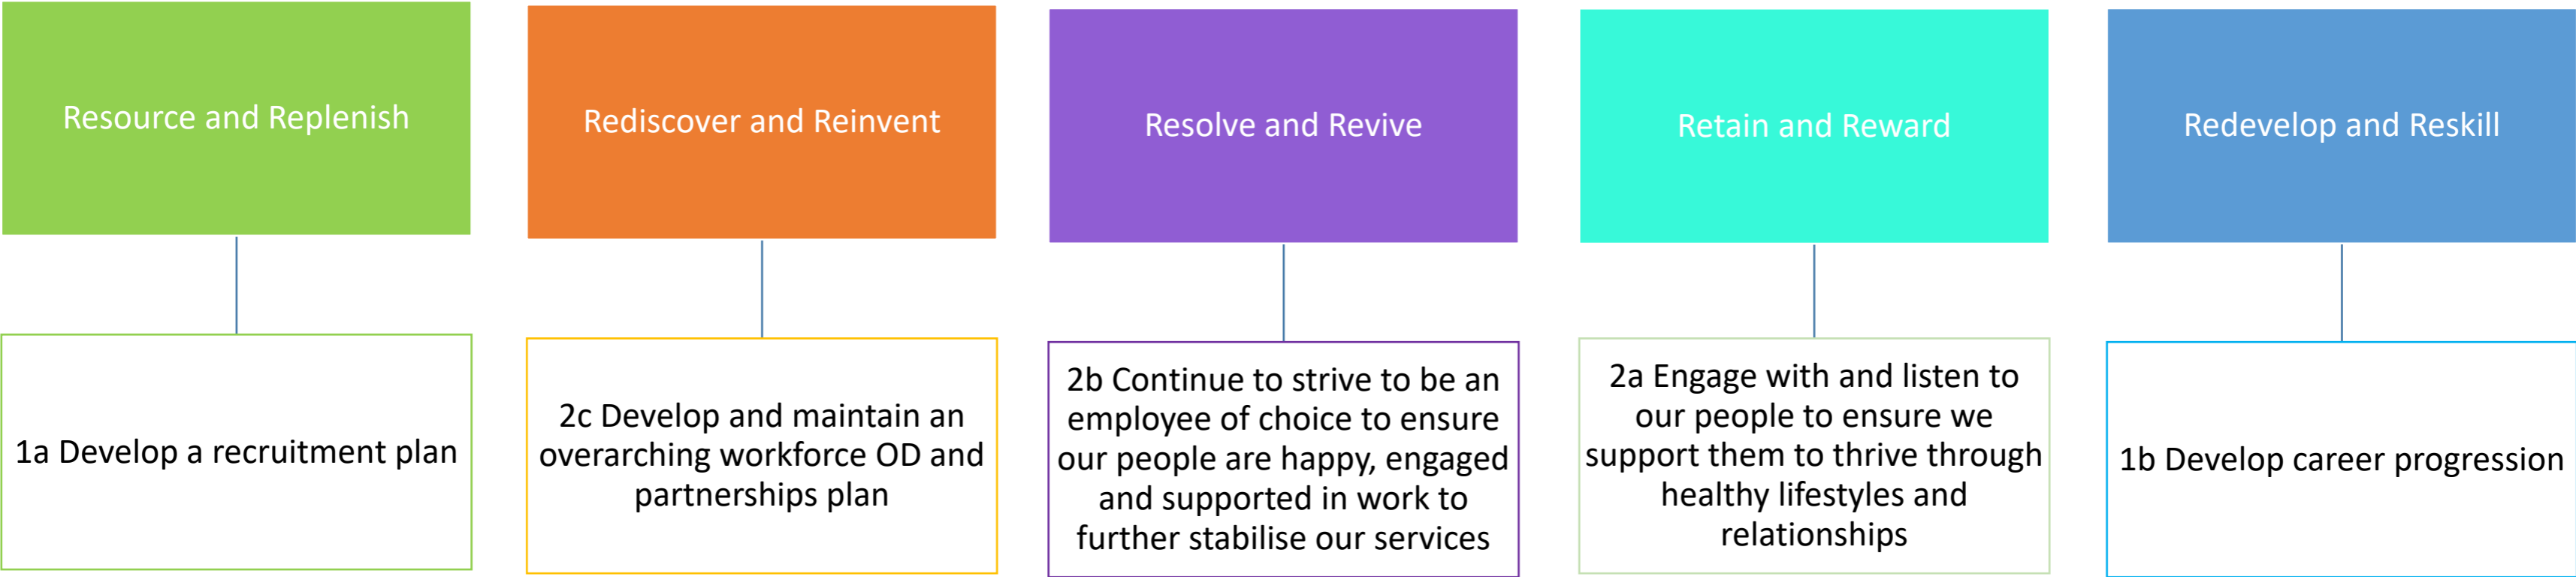 Resource and Replenish
Rediscover and Reinvent
Resolve and Revive
Retain and Reward
Redevelop and Reskill
1a Develop a recruitment plan
2c Develop and maintain an
overarching workforce OD and
partnerships plan
2b Continue to strive to be an
employee of choice to ensure
our people are happy, engaged
and supported in work to
further stabilise our services
2a Engage with and listen to
our people to ensure we
support them to thrive through
healthy lifestyles and
relationships
1b Develop career progression